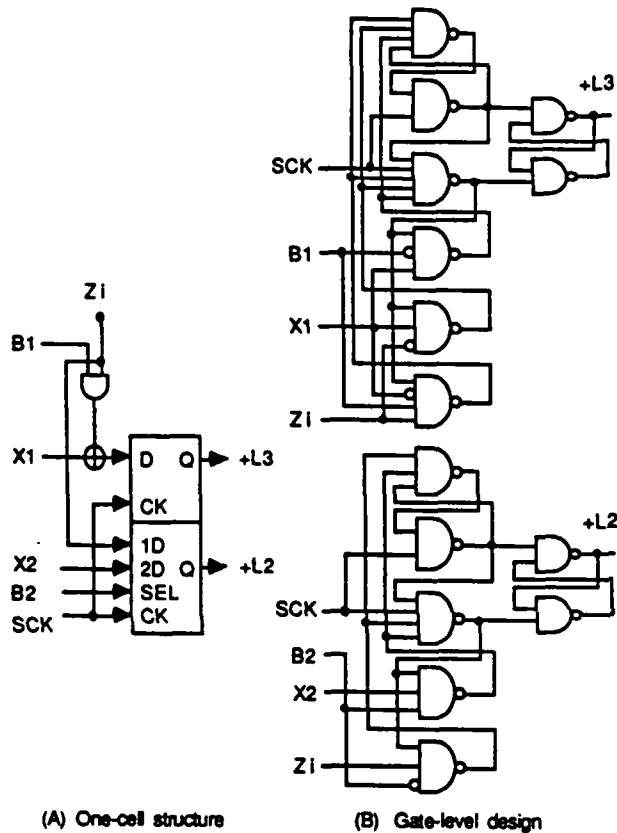 Zi
B1
X1
D Q +L3
CK
1D
X2 2D Q +L2
B2 SEL
SCK CK
(A) One-cell structure
+L3
SCK
B1
X1
Zi
+L2
SCK
B2
X2
Zi
(B) Gate-level design